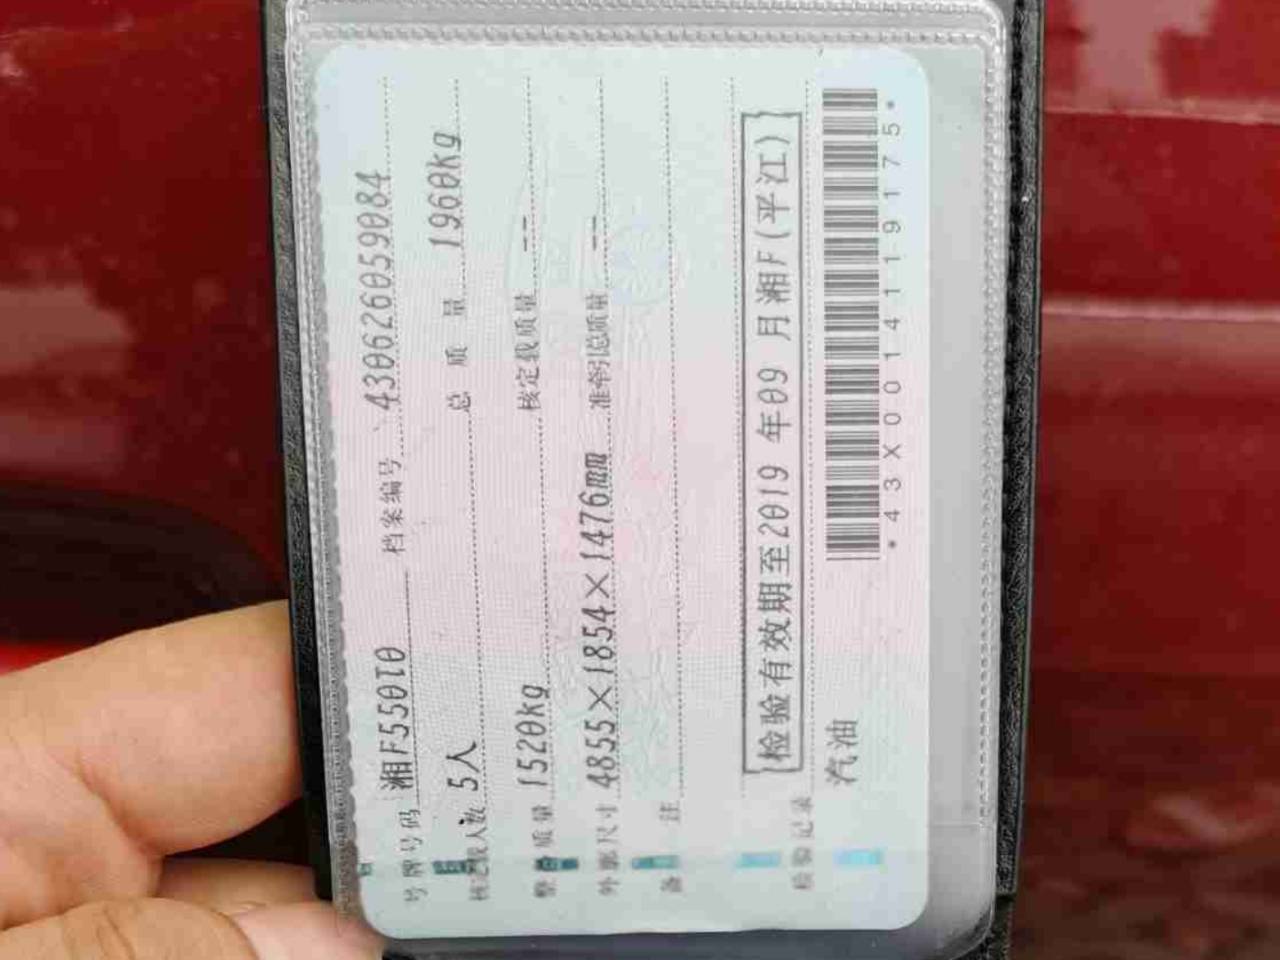 号牌号码 湘F550T0 档案编号 430626059084
核定载人数 5人 总质量 1960kg
整备质量 1520kg 核定载质量 --
外廓尺寸 4855×1854×1476mm 准牵引总质量 --
备注
检验记录 检验有效期至2019年09月湘F(平江)
汽油 *43X0014119175*